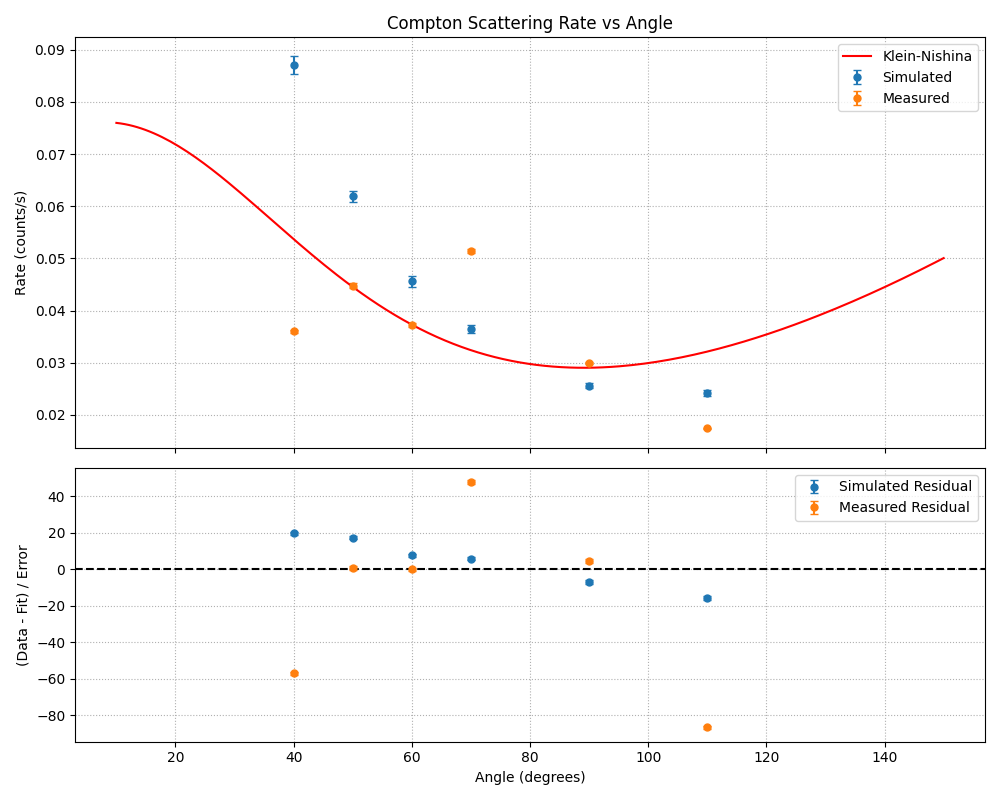 Compton Scattering Rate vs Angle
Rate (counts/s)
0.09
0.08
0.07
0.06
0.05
0.04
0.03
0.02
Klein-Nishina
Simulated
Measured
(Data - Fit) / Error
40
20
0
−20
−40
−60
−80
Simulated Residual
Measured Residual
20 40 60 80 100 120 140
Angle (degrees)